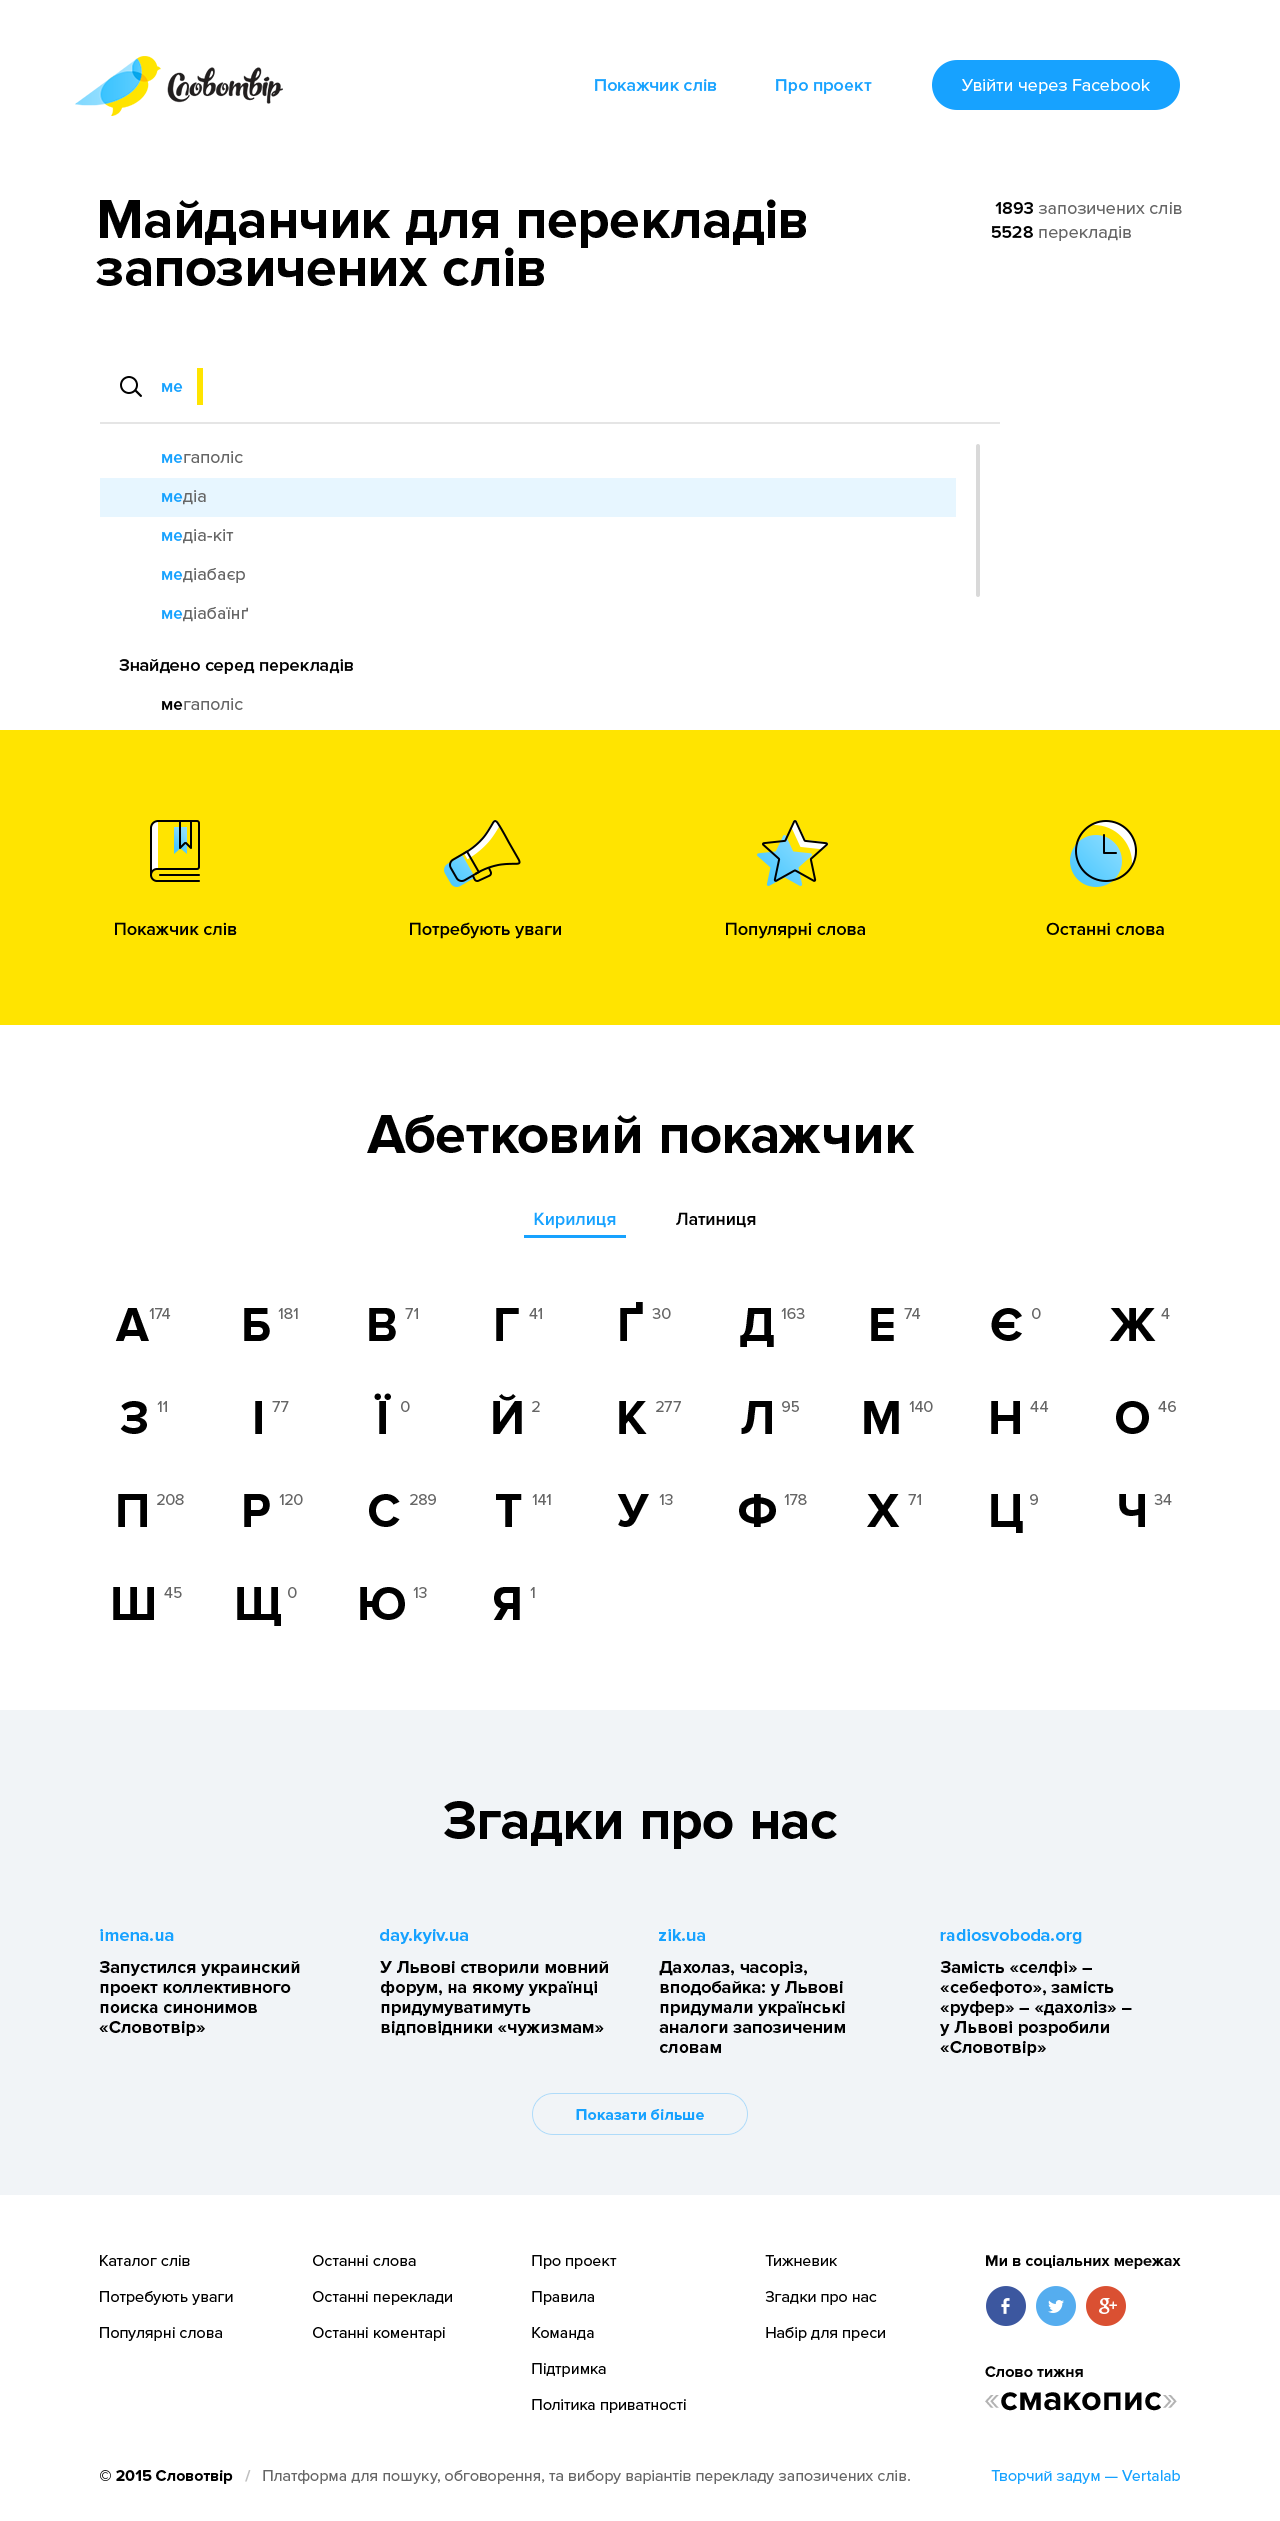 Словотвір
Покажчик слів
Про проект
Увійти через Facebook
Майданчик для перекладів
запозичених слів
1893 запозичених слів
5528 перекладів
ме
мегаполіс
медіа
медіа-кіт
медіабаєр
медіабаїнґ
Знайдено серед перекладів
мегаполіс
Покажчик слів
Потребують уваги
Популярні слова
Останні слова
Абетковий покажчик
Кирилиця
Латиниця
А 174 Б 181 В 71 Г 41 Ґ 30 Д 163 Е 74 Є 0 Ж 4
З 11 І 77 Ї 0 Й 2 К 277 Л 95 М 140 Н 44 О 46
П 208 Р 120 С 289 Т 141 У 13 Ф 178 Х 71 Ц 9 Ч 34
Ш 45 Щ 0 Ю 13 Я 1
Згадки про нас
imena.ua
Запустился украинский
проект коллективного
поиска синонимов
«Словотвір»
day.kyiv.ua
У Львові створили мовний
форум, на якому українці
придумуватимуть
відповідники «чужизмам»
zik.ua
Дахолаз, часоріз,
вподобайка: у Львові
придумали українські
аналоги запозиченим
словам
radiosvoboda.org
Замість «селфі» –
«себефото», замість
«руфер» – «дахоліз» –
у Львові розробили
«Словотвір»
Показати більше
Каталог слів
Потребують уваги
Популярні слова
Останні слова
Останні переклади
Останні коментарі
Про проект
Правила
Команда
Підтримка
Політика приватності
Тижневик
Згадки про нас
Набір для преси
Ми в соціальних мережах
f
g+
Слово тижня
«смакопис»
© 2015 Словотвір / Платформа для пошуку, обговорення, та вибору варіантів перекладу запозичених слів.
Творчий задум — Vertalab